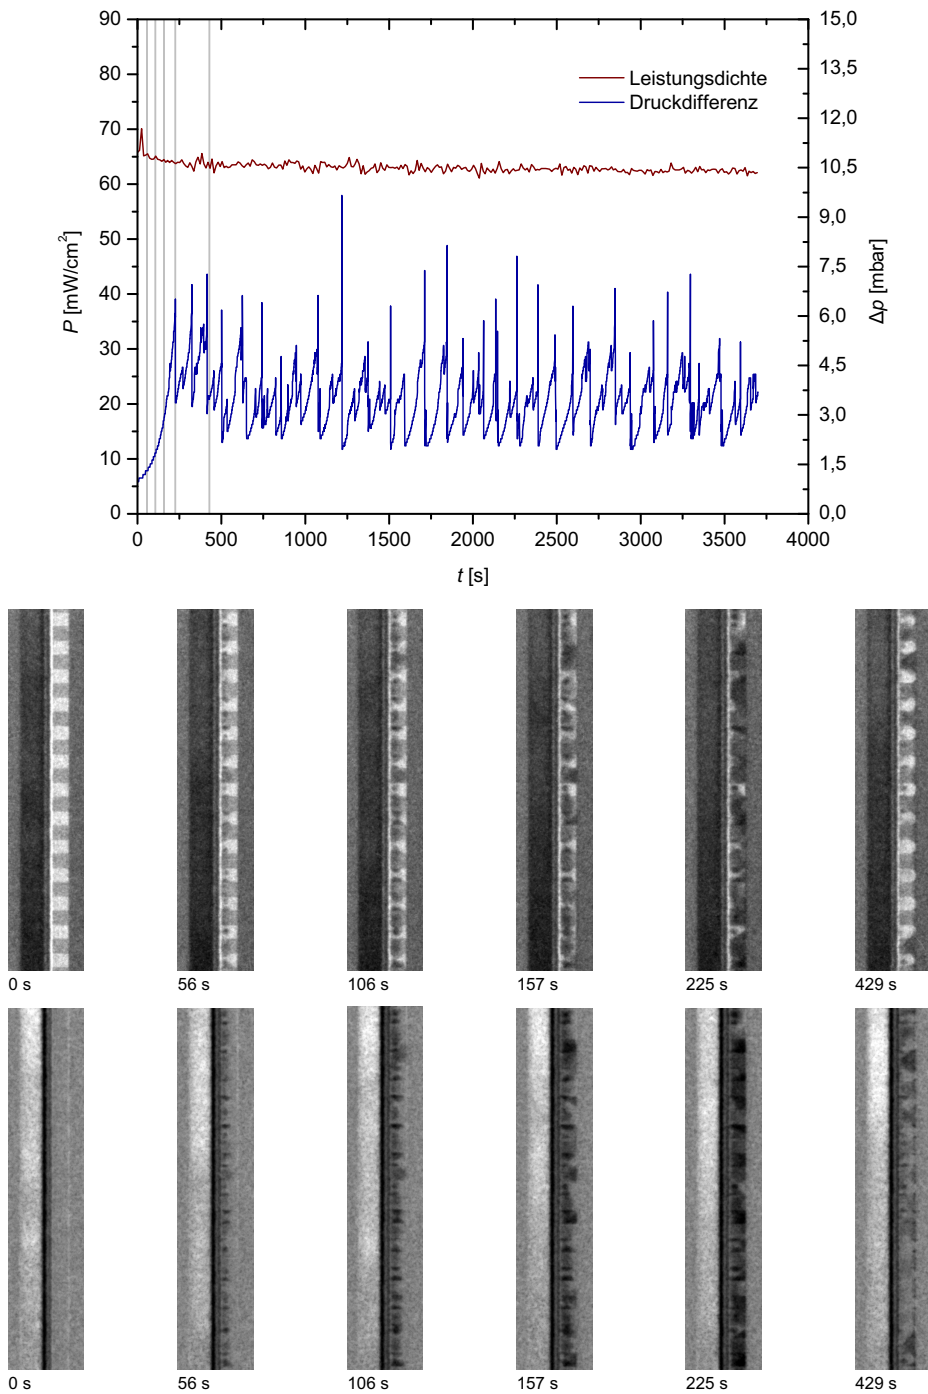 90
80
70
60
50
40
30
20
10
0
P [mW/cm²]
15,0
13,5
12,0
10,5
9,0
7,5
6,0
4,5
3,0
1,5
0,0
Δp [mbar]
Leistungsdichte
Druckdifferenz
0 500 1000 1500 2000 2500 3000 3500 4000
t [s]
0 s 56 s 106 s 157 s 225 s 429 s
0 s 56 s 106 s 157 s 225 s 429 s